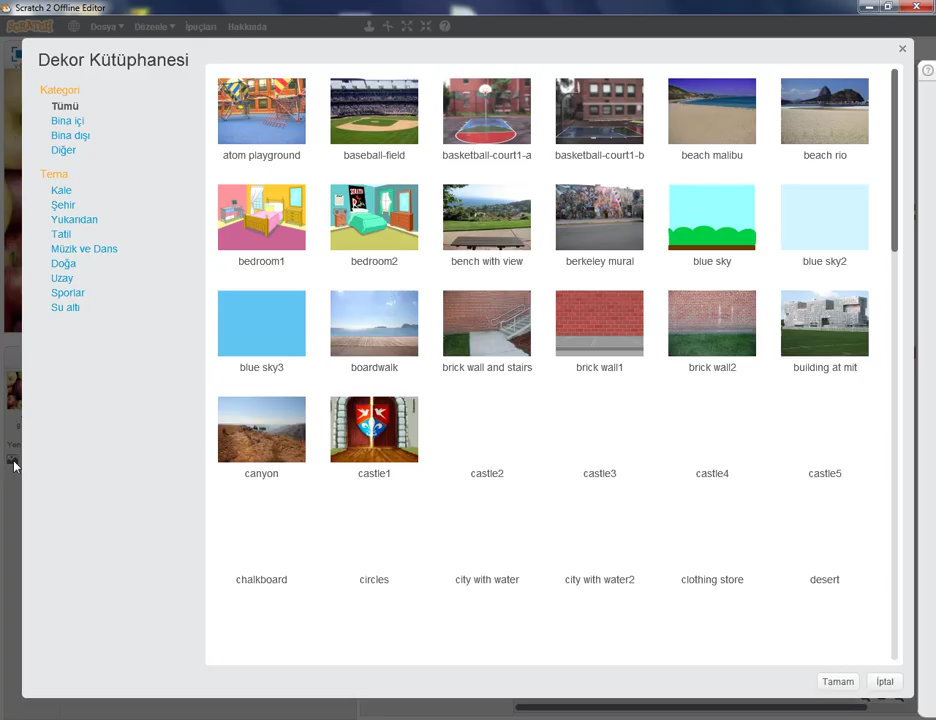 Scratch 2 Offline Editor
SCRATCH Dosya Düzenle İpuçları Hakkında
Dekor Kütüphanesi
Kategori
Tümü
Bina içi
Bina dışı
Diğer
Tema
Kale
Şehir
Yukarıdan
Tatil
Müzik ve Dans
Doğa
Uzay
Sporlar
Su altı
atom playground baseball-field basketball-court1-a basketball-court1-b beach malibu beach rio
bedroom1 bedroom2 bench with view berkeley mural blue sky blue sky2
blue sky3 boardwalk brick wall and stairs brick wall1 brick wall2 building at mit
canyon castle1 castle2 castle3 castle4 castle5
chalkboard circles city with water city with water2 clothing store desert
Tamam İptal